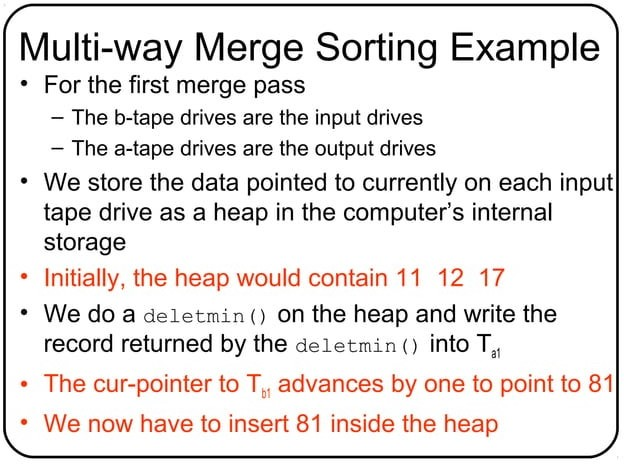 Multi-way Merge Sorting Example
• For the first merge pass
– The b-tape drives are the input drives
– The a-tape drives are the output drives
• We store the data pointed to currently on each input
tape drive as a heap in the computer's internal
storage
• Initially, the heap would contain 11 12 17
• We do a deletmin() on the heap and write the
record returned by the deletmin() into Ta1
• The cur-pointer to Tb1 advances by one to point to 81
• We now have to insert 81 inside the heap